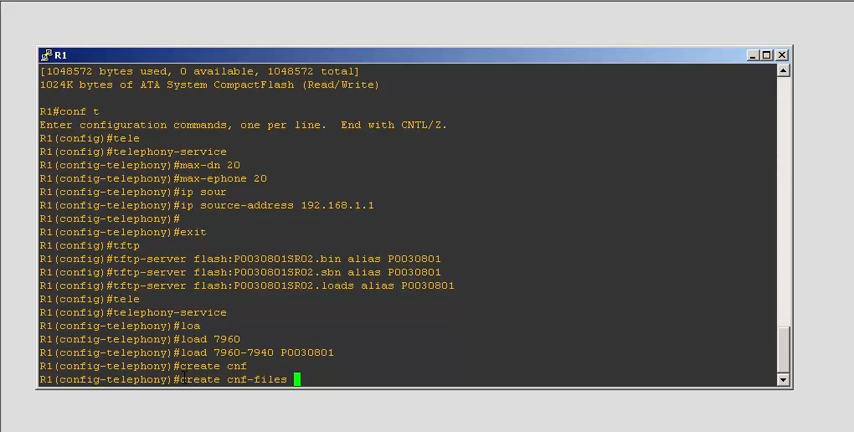 R1
[1048572 bytes used, 0 available, 1048572 total]
1024K bytes of ATA System CompactFlash (Read/Write)
R1#conf t
Enter configuration commands, one per line.  End with CNTL/Z.
R1(config)#tele
R1(config)#telephony-service
R1(config-telephony)#max-dn 20
R1(config-telephony)#max-ephone 20
R1(config-telephony)#ip sour
R1(config-telephony)#ip source-address 192.168.1.1
R1(config-telephony)#
R1(config-telephony)#exit
R1(config)#tftp
R1(config)#tftp-server flash:P0030801SR02.bin alias P0030801
R1(config)#tftp-server flash:P0030801SR02.sbn alias P0030801
R1(config)#tftp-server flash:P0030801SR02.loads alias P0030801
R1(config)#tele
R1(config)#telephony-service
R1(config-telephony)#loa
R1(config-telephony)#load 7960
R1(config-telephony)#load 7960-7940 P0030801
R1(config-telephony)#create cnf
R1(config-telephony)#create cnf-files